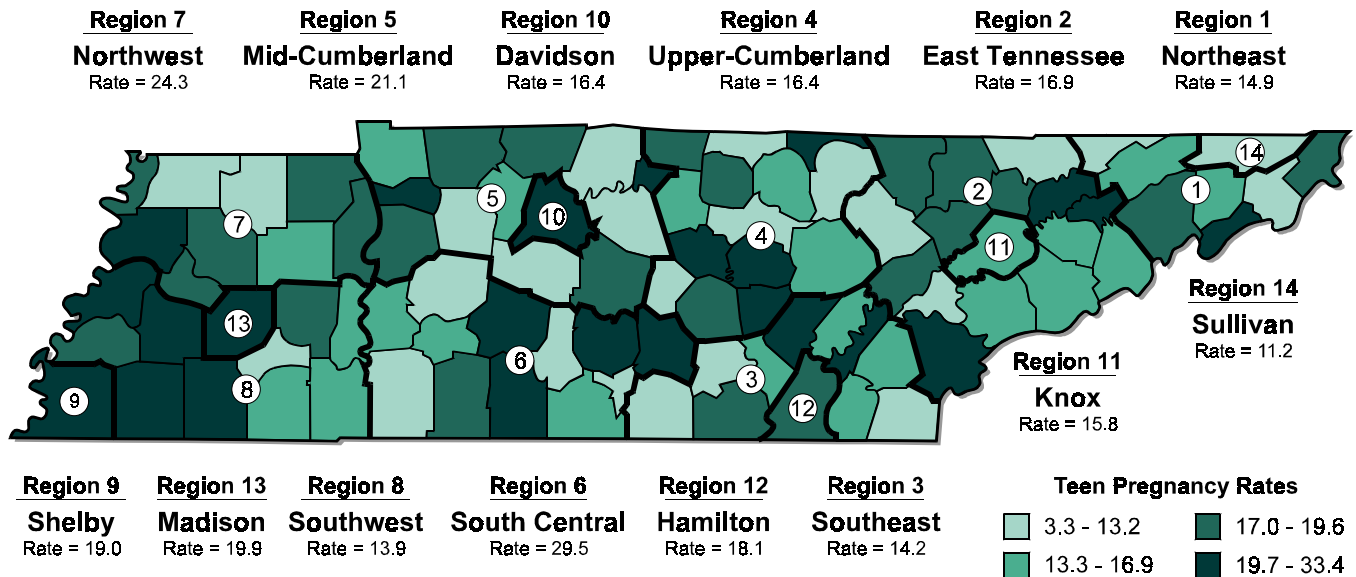 Region 7
Northwest
Rate = 24.3
Region 5
Mid-Cumberland
Rate = 21.1
Region 10
Davidson
Rate = 16.4
Region 4
Upper-Cumberland
Rate = 16.4
Region 2
East Tennessee
Rate = 16.9
Region 1
Northeast
Rate = 14.9
14
2
1
5
7
10
4
11
13
6
3
8
9
12
Region 14
Sullivan
Rate = 11.2
Region 11
Knox
Rate = 15.8
Region 9
Shelby
Rate = 19.0
Region 13
Madison
Rate = 19.9
Region 8
Southwest
Rate = 13.9
Region 6
South Central
Rate = 29.5
Region 12
Hamilton
Rate = 18.1
Region 3
Southeast
Rate = 14.2
Teen Pregnancy Rates
3.3 - 13.2
17.0 - 19.6
13.3 - 16.9
19.7 - 33.4